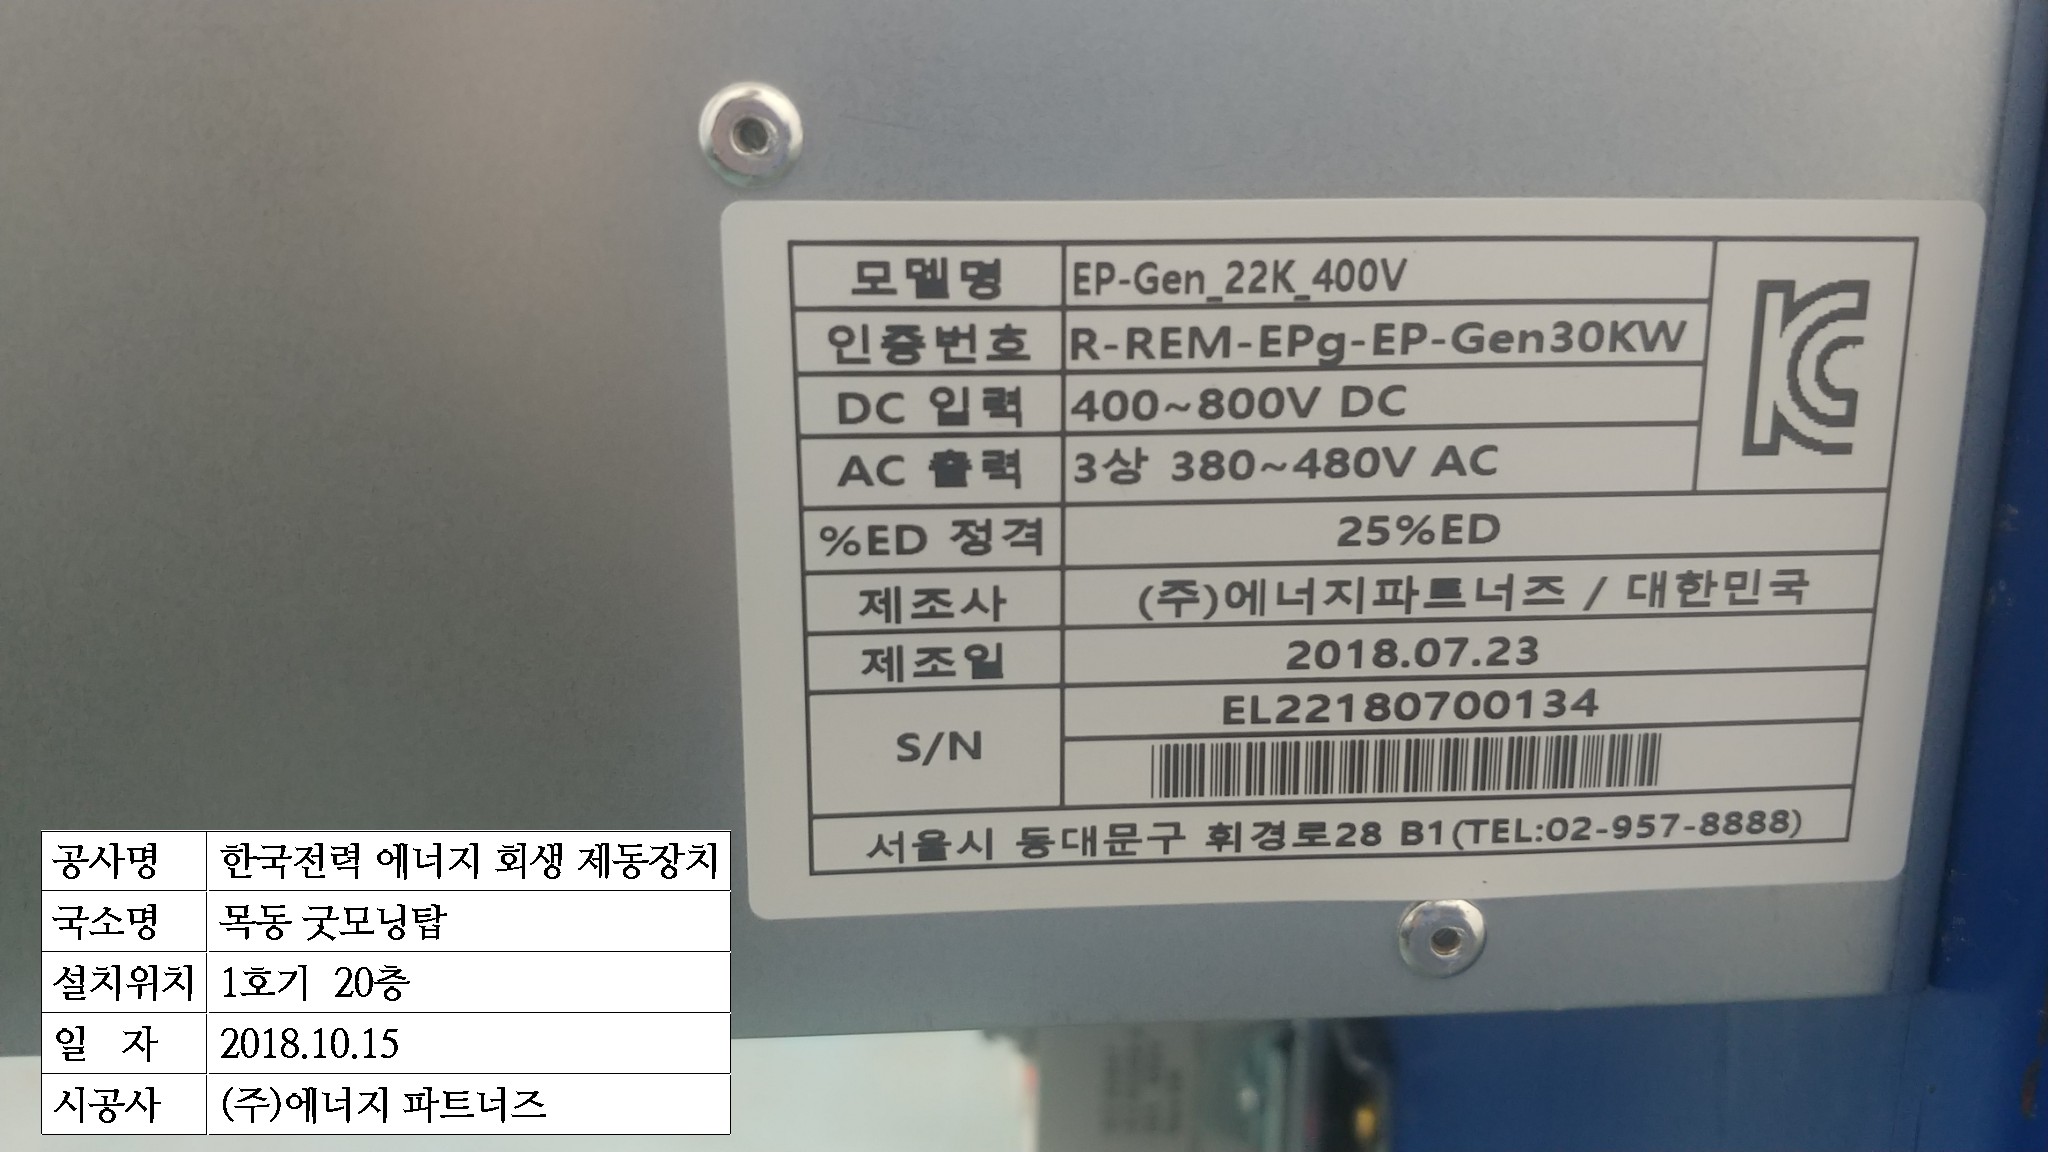 모델명 EP-Gen_22K_400V
인증번호 R-REM-EPg-EP-Gen30KW
DC 입력 400~800V DC
AC 출력 3상 380~480V AC
%ED 정격 25%ED
제조사 (주)에너지파트너즈 / 대한민국
제조일 2018.07.23
S/N EL22180700134
서울시 동대문구 휘경로28 B1(TEL:02-957-8888)
공사명 한국전력 에너지 회생 제동장치
국소명 목동 굿모닝탑
설치위치 1호기 20층
일 자 2018.10.15
시공사 (주)에너지 파트너즈